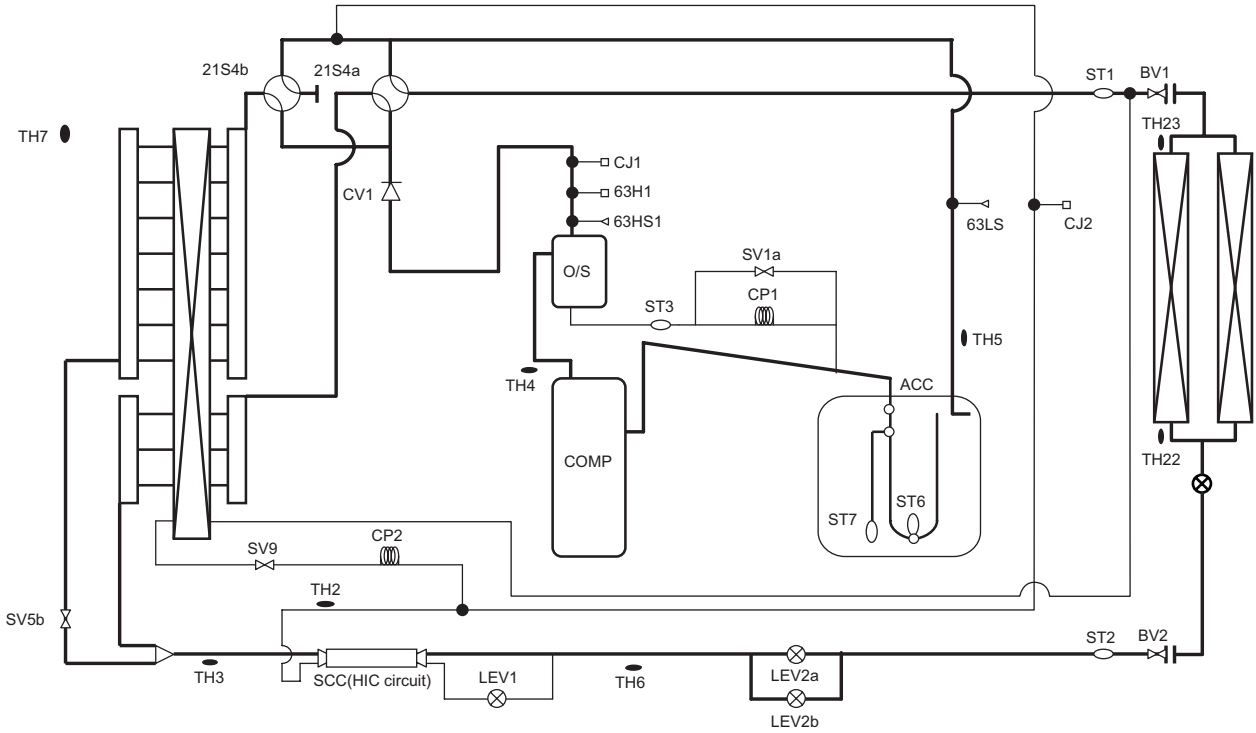 21S4b
21S4a
ST1
BV1
TH7
TH23
CJ1
CV1
63H1
63HS1
63LS
CJ2
O/S
SV1a
CP1
ST3
TH5
TH4
ACC
COMP
TH22
ST6
ST7
SV9
CP2
TH2
SV5b
ST2
BV2
TH3
SCC(HIC circuit)
LEV1
TH6
LEV2a
LEV2b